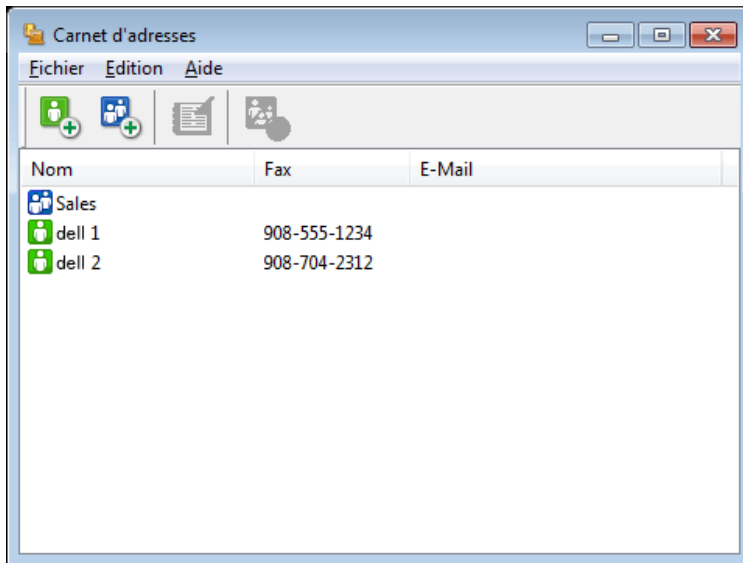 Carnet d'adresses
Fichier Edition Aide
Nom Fax E-Mail
Sales
dell 1 908-555-1234
dell 2 908-704-2312